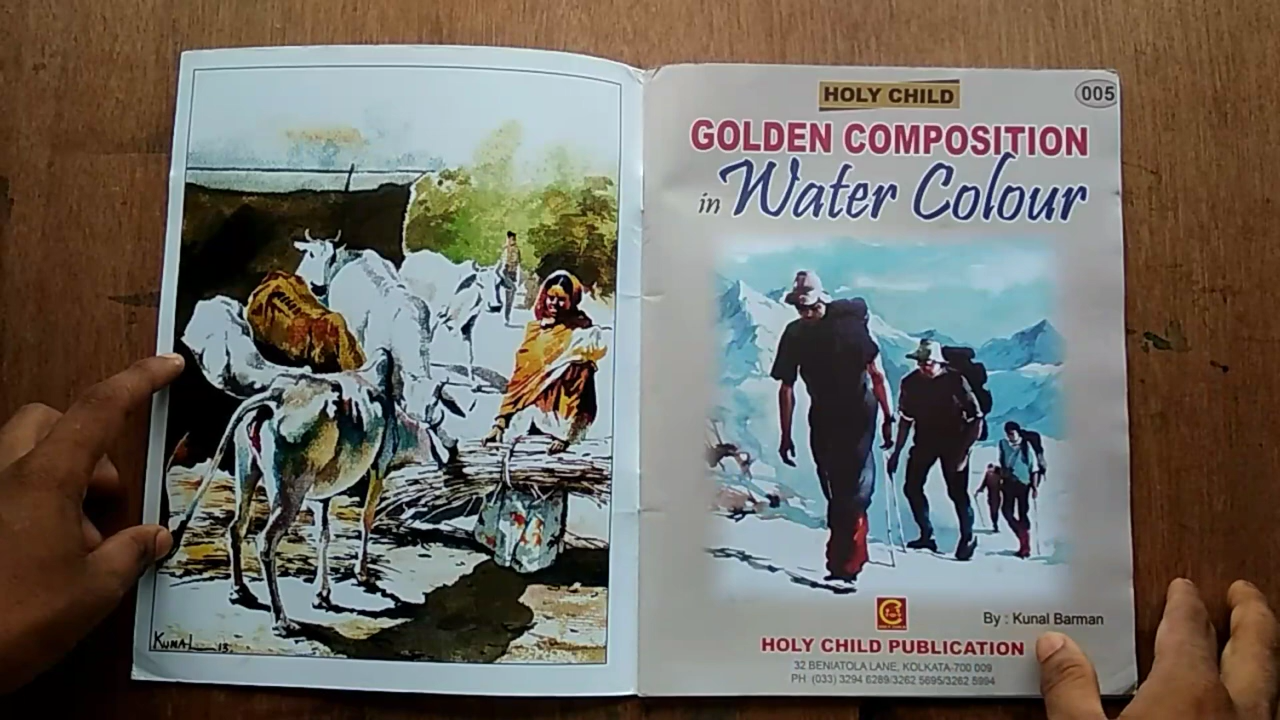 KUNAL 13
HOLY CHILD
005
GOLDEN COMPOSITION
in Water Colour
By : Kunal Barman
HOLY CHILD PUBLICATION
32 BENIATOLA LANE, KOLKATA-700 009
PH: (033) 3294 6289/3262 5695/3262 5994